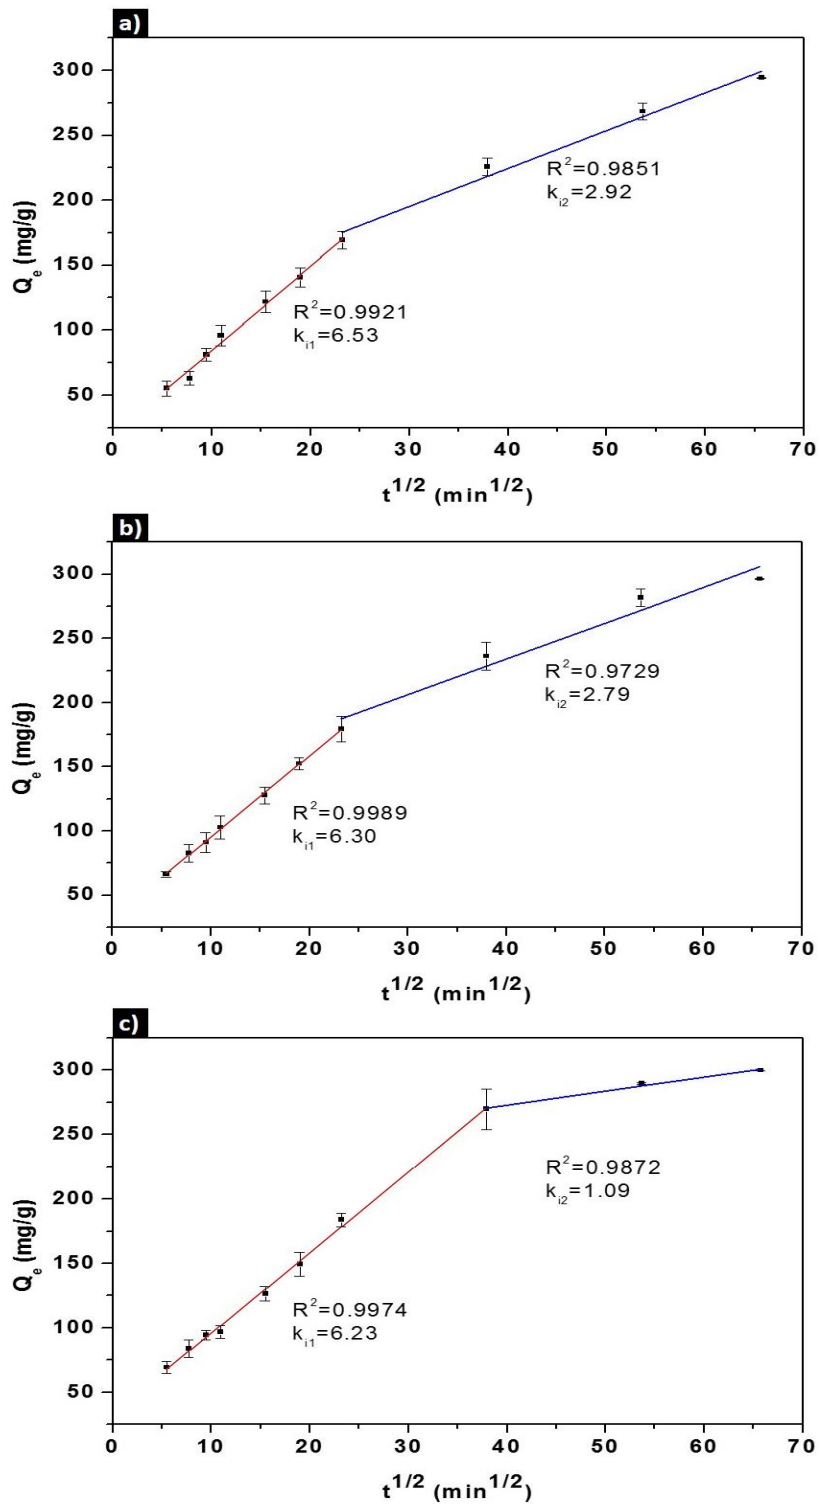 a)
300
250
200
150
100
50
Qe (mg/g)
R²=0.9851
ki2=2.92
R²=0.9921
ki1=6.53
0 10 20 30 40 50 60 70
t1/2 (min1/2)
b)
300
250
200
150
100
50
Qe (mg/g)
R²=0.9729
ki2=2.79
R²=0.9989
ki1=6.30
0 10 20 30 40 50 60 70
t1/2 (min1/2)
c)
300
250
200
150
100
50
Qe (mg/g)
R²=0.9872
ki2=1.09
R²=0.9974
ki1=6.23
0 10 20 30 40 50 60 70
t1/2 (min1/2)